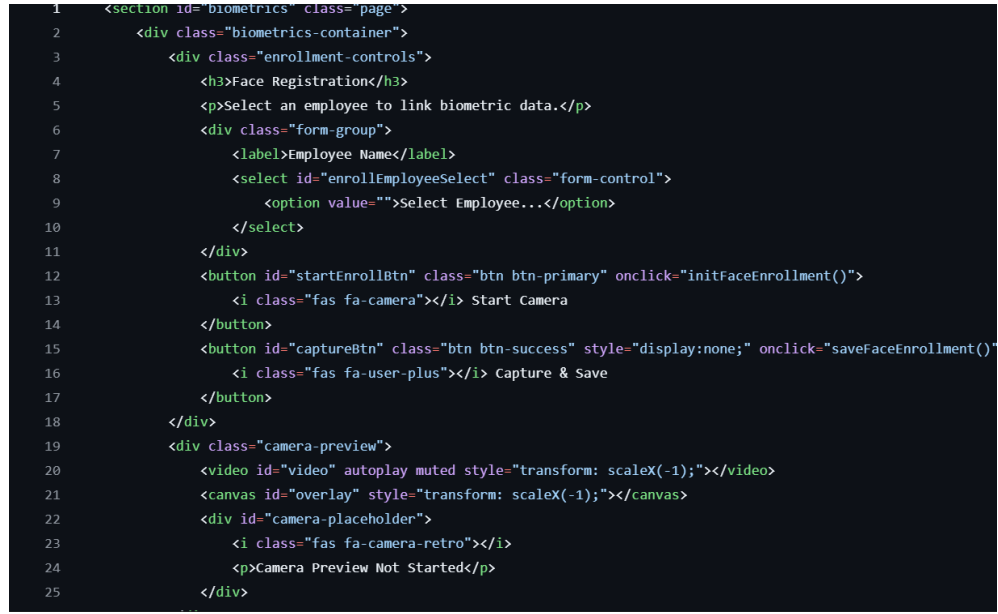 1 <section id="biometrics" class="page">
2 <div class="biometrics-container">
3 <div class="enrollment-controls">
4 <h3>Face Registration</h3>
5 <p>Select an employee to link biometric data.</p>
6 <div class="form-group">
7 <label>Employee Name</label>
8 <select id="enrollEmployeeSelect" class="form-control">
9 <option value="">Select Employee...</option>
10 </select>
11 </div>
12 <button id="startEnrollBtn" class="btn btn-primary" onclick="initFaceEnrollment()">
13 <i class="fas fa-camera"></i> Start Camera
14 </button>
15 <button id="captureBtn" class="btn btn-success" style="display:none;" onclick="saveFaceEnrollment()"
16 <i class="fas fa-user-plus"></i> Capture & Save
17 </button>
18 </div>
19 <div class="camera-preview">
20 <video id="video" autoplay muted style="transform: scaleX(-1);"></video>
21 <canvas id="overlay" style="transform: scaleX(-1);"></canvas>
22 <div id="camera-placeholder">
23 <i class="fas fa-camera-retro"></i>
24 <p>Camera Preview Not Started</p>
25 </div>